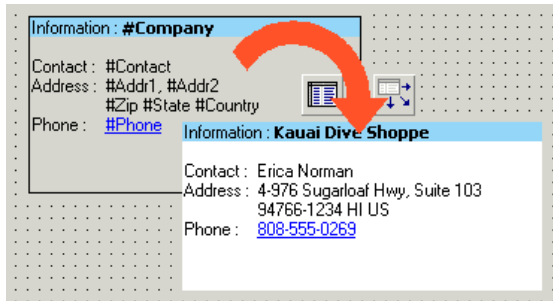 Information : #Company
Contact : #Contact
Address : #Addr1, #Addr2
#Zip #State #Country
Phone : #Phone
Information : Kauai Dive Shoppe
Contact : Erica Norman
Address : 4-976 Sugarloaf Hwy, Suite 103
94766-1234 HI US
Phone : 808-555-0269